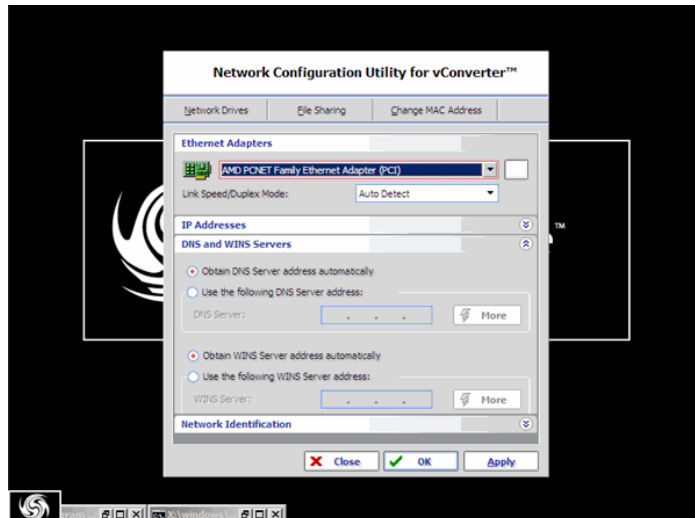 Network Configuration Utility for vConverter™
Network Drives File Sharing Change MAC Address
Ethernet Adapters
AMD PCNET Family Ethernet Adapter (PCI)
Link Speed/Duplex Mode: Auto Detect
IP Addresses
TM
DNS and WINS Servers
Obtain DNS Server address automatically
Use the following DNS Server address:
DNS Server: . . . More
Obtain WINS Server address automatically
Use the following WINS Server address:
WINS Server: . . . More
Network Identification
Close OK Apply
gram X:\windows\